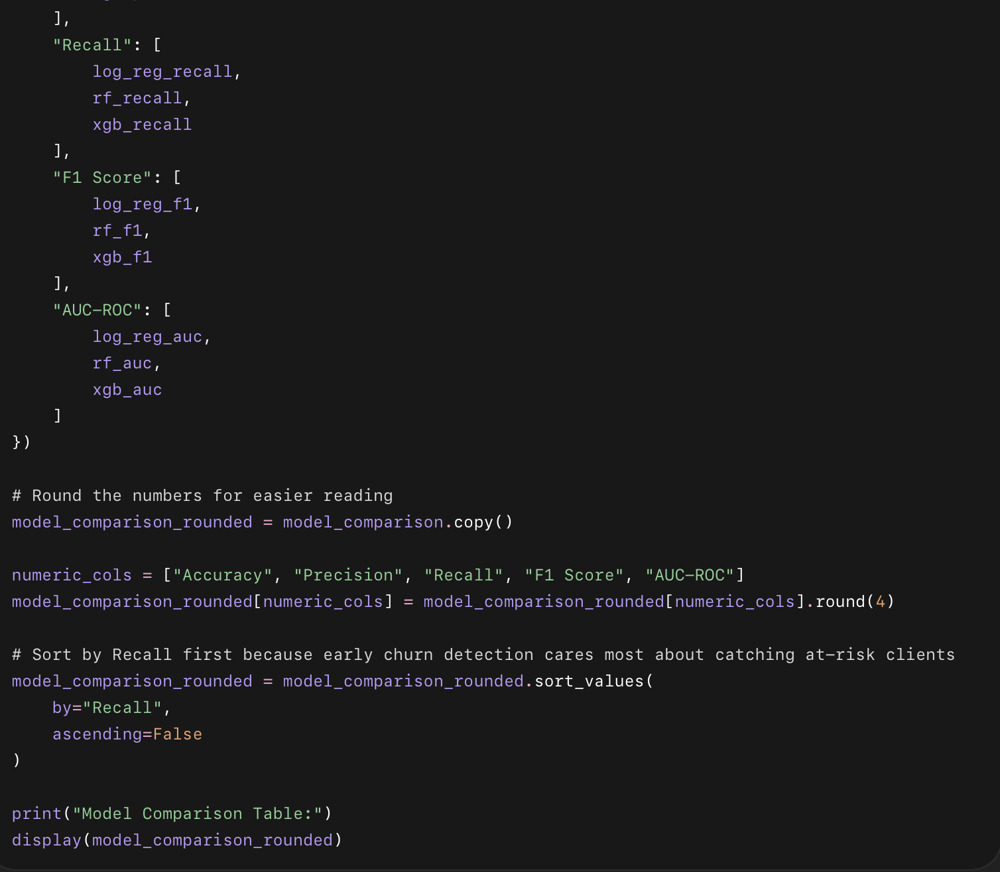 ],
"Recall": [
log_reg_recall,
rf_recall,
xgb_recall
],
"F1 Score": [
log_reg_f1,
rf_f1,
xgb_f1
],
"AUC-ROC": [
log_reg_auc,
rf_auc,
xgb_auc
]
})
# Round the numbers for easier reading
model_comparison_rounded = model_comparison.copy()
numeric_cols = ["Accuracy", "Precision", "Recall", "F1 Score", "AUC-ROC"]
model_comparison_rounded[numeric_cols] = model_comparison_rounded[numeric_cols].round(4)
# Sort by Recall first because early churn detection cares most about catching at-risk clients
model_comparison_rounded = model_comparison_rounded.sort_values(
by="Recall",
ascending=False
)
print("Model Comparison Table:")
display(model_comparison_rounded)